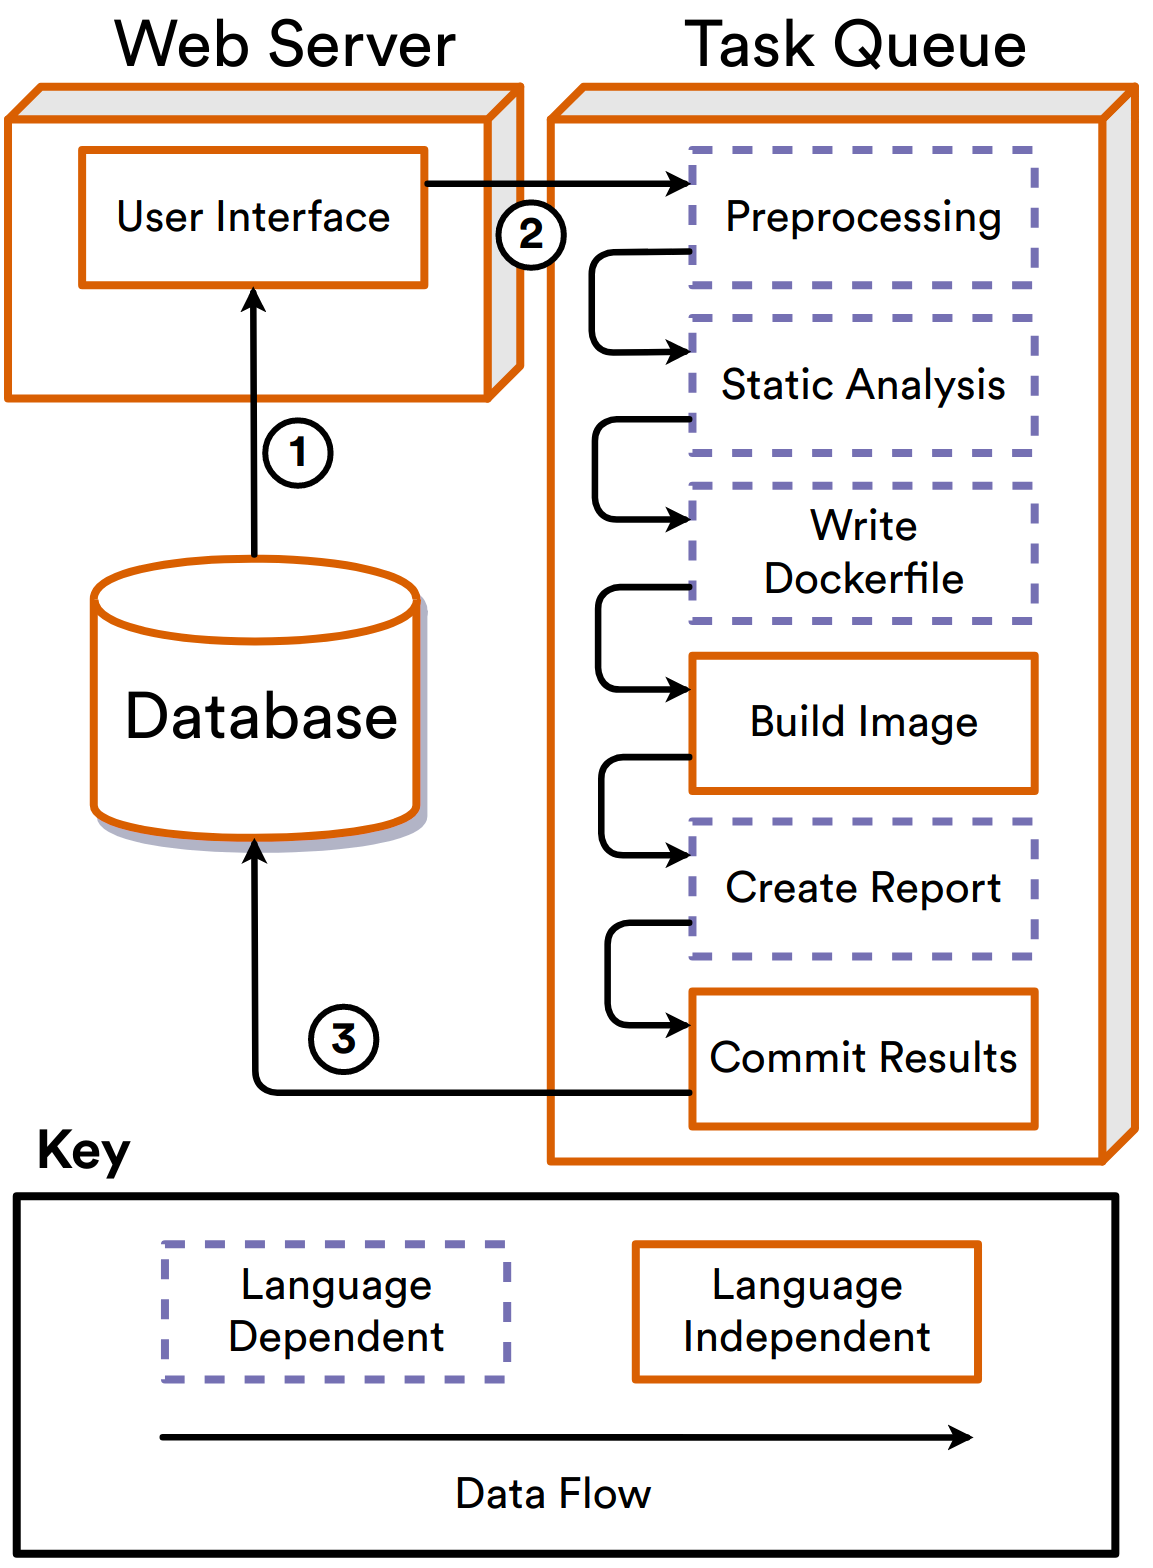 Web Server
Task Queue
User Interface
2
Preprocessing
Static Analysis
1
Write
Dockerfile
Database
Build Image
Create Report
3
Commit Results
Key
Language
Dependent
Language
Independent
Data Flow